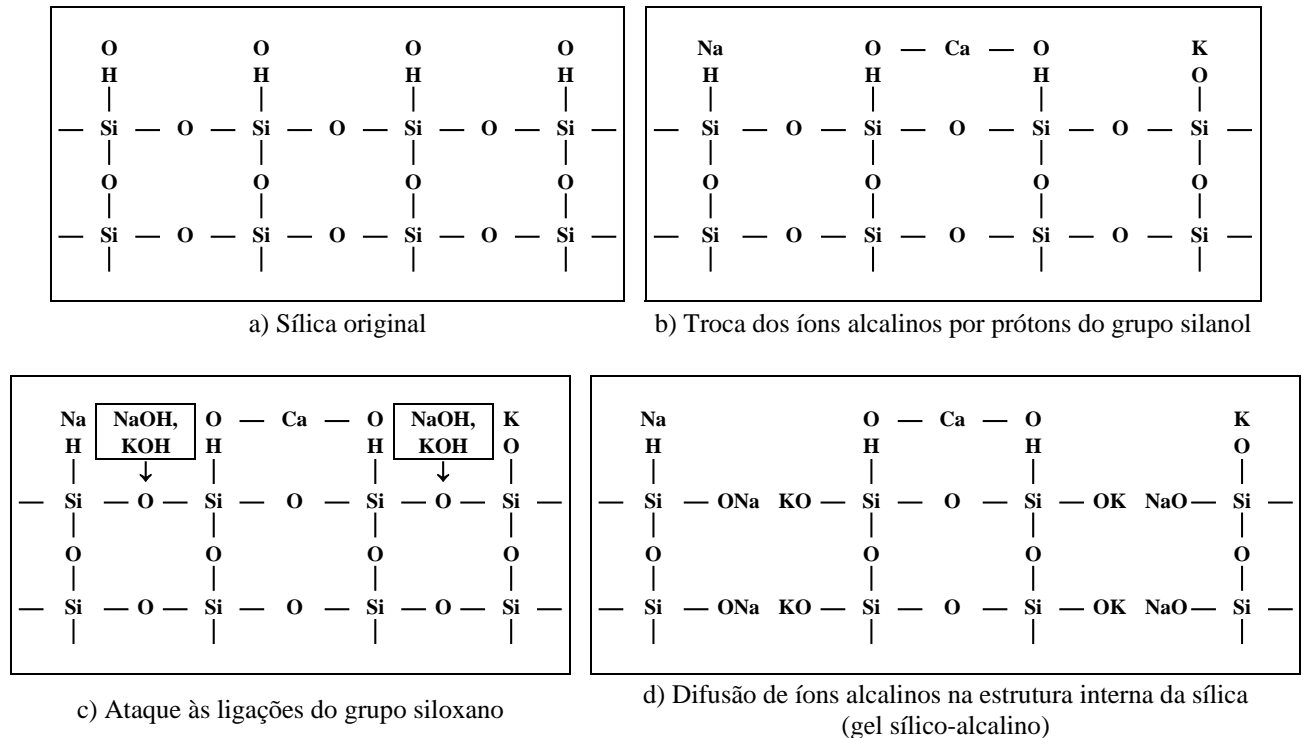 O O O O
H H H H
— Si — O — Si — O — Si — O — Si —
O O O O
— Si — O — Si — O — Si — O — Si —
a) Sílica original
Na O — Ca — O K
H H H O
— Si — O — Si — O — Si — O — Si —
O O O O
— Si — O — Si — O — Si — O — Si —
b) Troca dos íons alcalinos por prótons do grupo silanol
Na NaOH, O — Ca — O NaOH, K
H KOH H H KOH O
— Si — O — Si — O — Si — O — Si —
O O O O
— Si — O — Si — O — Si — O — Si —
c) Ataque às ligações do grupo siloxano
Na O — Ca — O K
H H H O
— Si — ONa KO — Si — O — Si — OK NaO — Si —
O O O O
— Si — ONa KO — Si — O — Si — OK NaO — Si —
d) Difusão de íons alcalinos na estrutura interna da sílica
(gel sílico-alcalino)